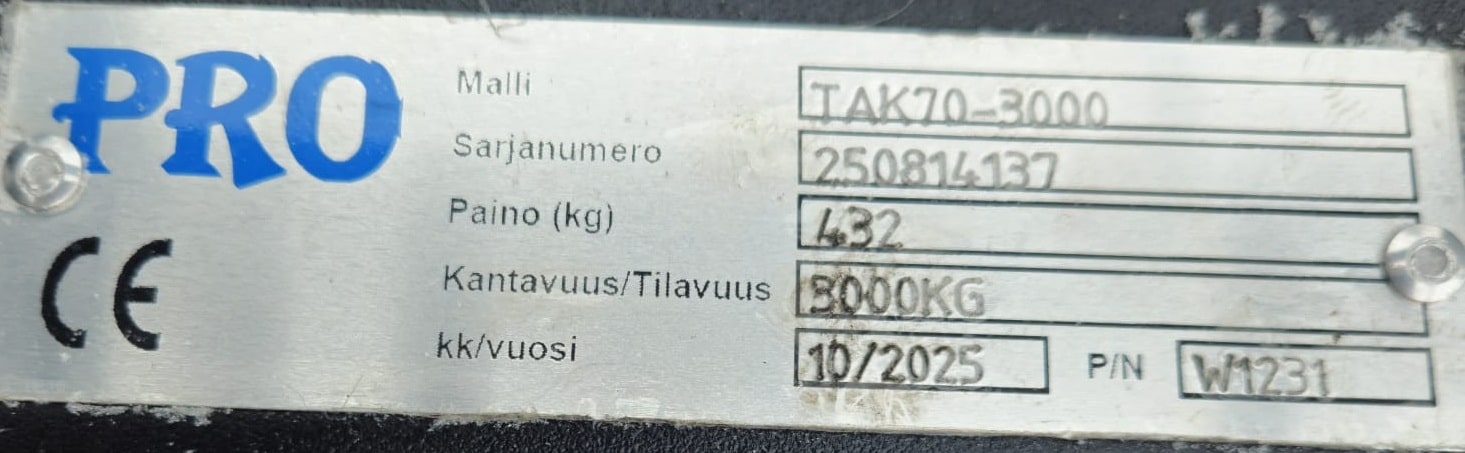 PRO
Malli TAK70-3000
Sarjanumero 250814137
Paino (kg) 432
Kantavuus/Tilavuus 3000KG
kk/vuosi 10/2025 P/N W1231
CE